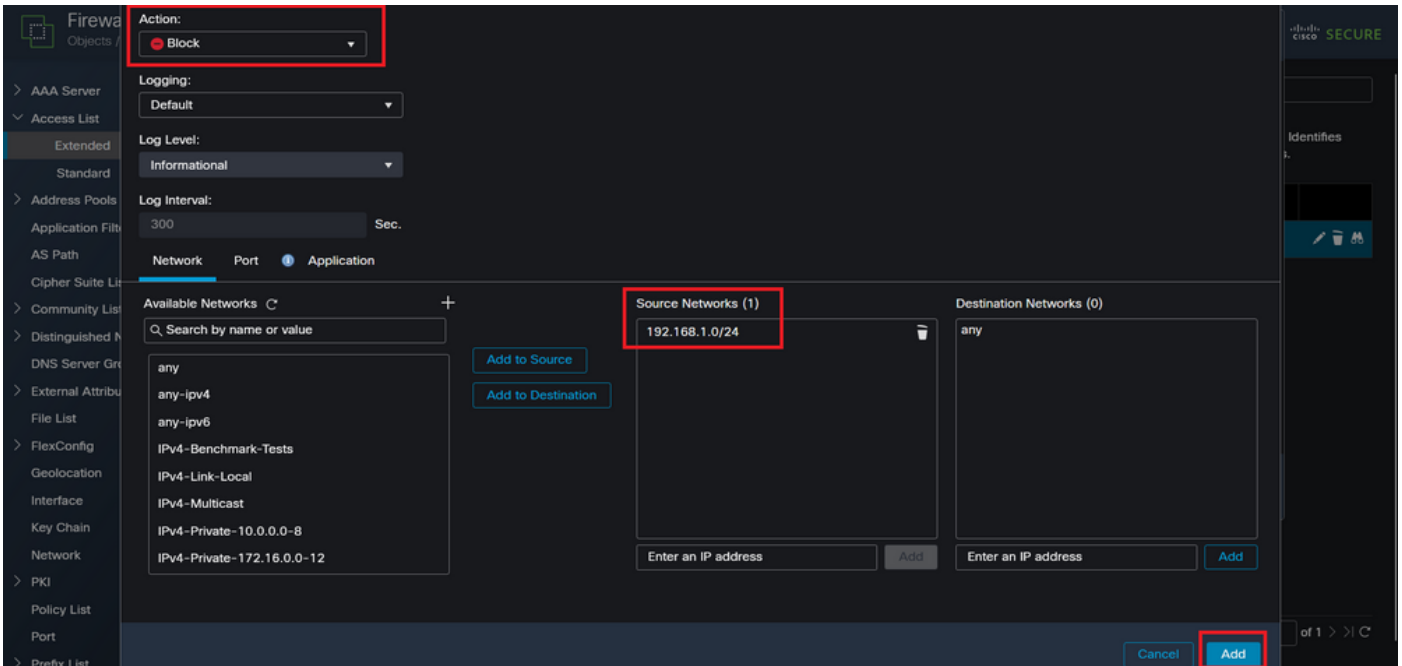 Firewa
Objects /
CISCO SECURE
AAA Server
Access List
Extended
Standard
Address Pools
Application Filt
AS Path
Cipher Suite Lis
Community List
Distinguished N
DNS Server Gro
External Attribu
File List
FlexConfig
Geolocation
Interface
Key Chain
Network
PKI
Policy List
Port
Prefix List
Action:
Block
Logging:
Default
Log Level:
Informational
Log Interval:
300 Sec.
Network Port Application
Available Networks
Search by name or value
any
any-ipv4
any-ipv6
IPv4-Benchmark-Tests
IPv4-Link-Local
IPv4-Multicast
IPv4-Private-10.0.0.0-8
IPv4-Private-172.16.0.0-12
Add to Source
Add to Destination
Source Networks (1)
192.168.1.0/24
Enter an IP address Add
Destination Networks (0)
any
Enter an IP address Add
Cancel Add
Identifies
s.
of 1